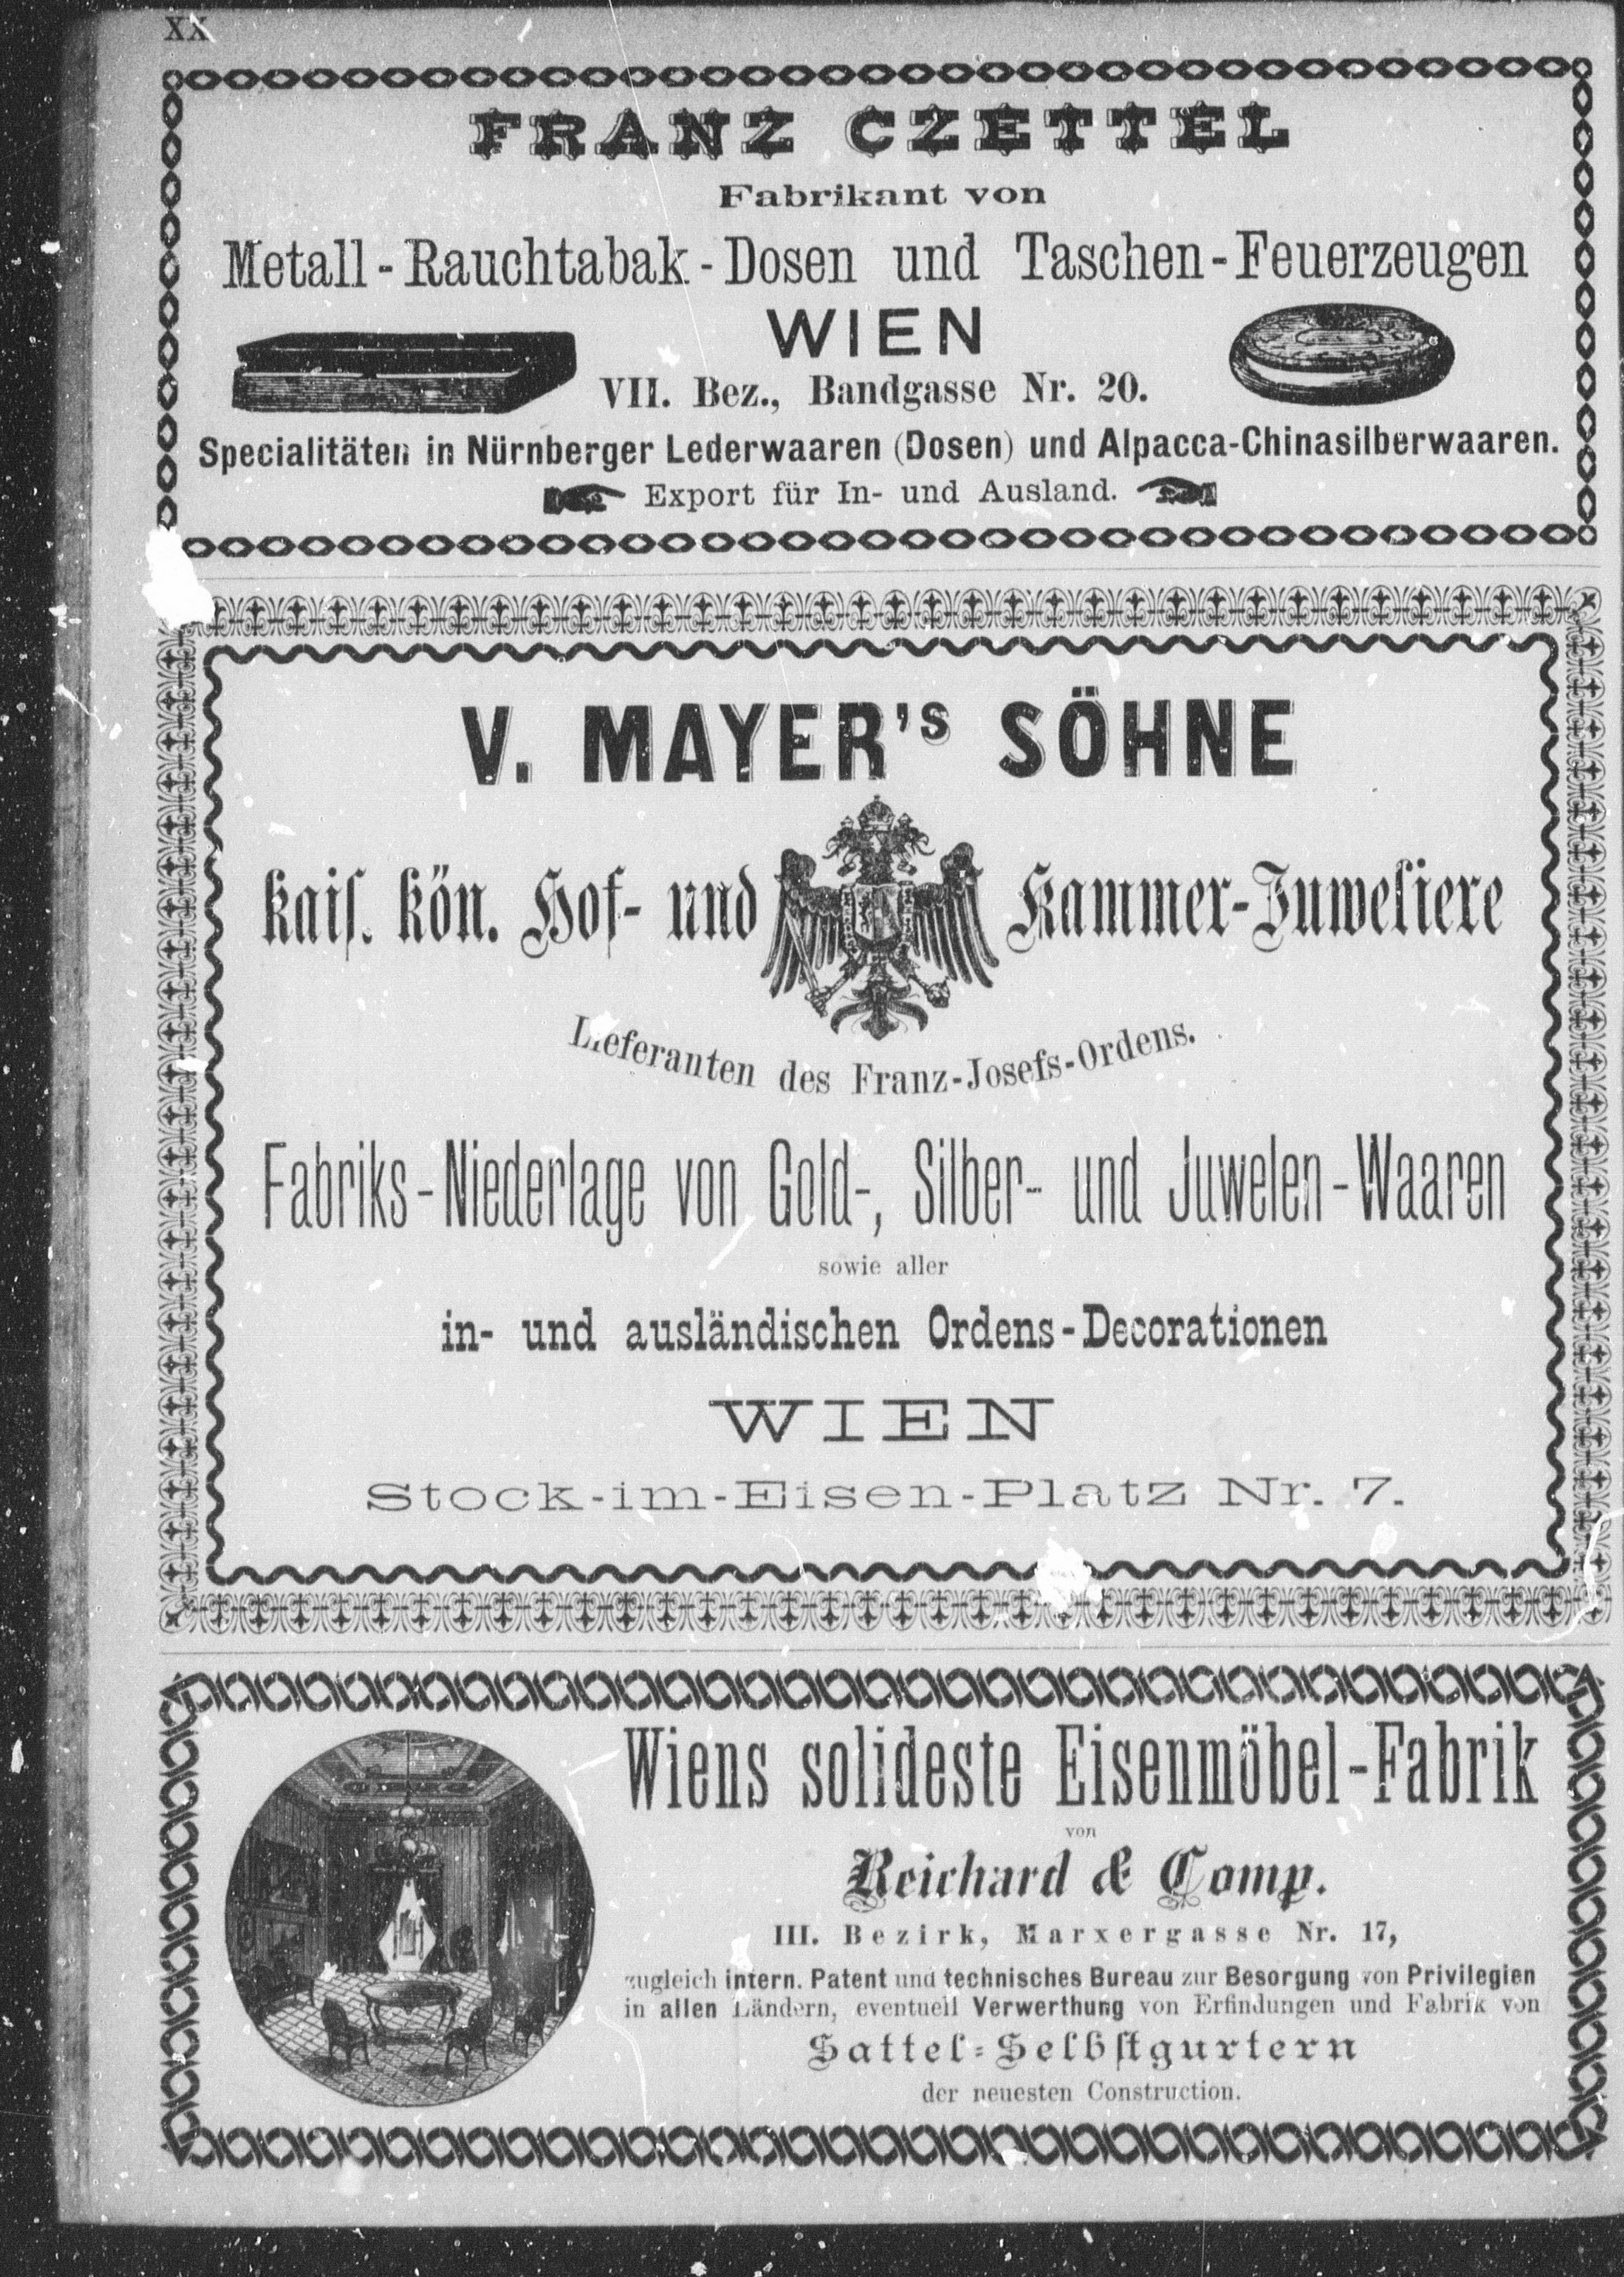 XX
FRANZ CZETTEL
Fabrikant von
Metall-Rauchtabak-Dosen und Taschen-Feuerzeugen
WIEN
VII. Bez., Bandgasse Nr. 20.
Specialitäten in Nürnberger Lederwaaren (Dosen) und Alpacca-Chinasilberwaaren.
Export für In- und Ausland.
V. MAYER's SÖHNE
kais. kön. Hof- und Kammer-Juweliere
Lieferanten des Franz-Josefs-Ordens.
Fabriks-Niederlage von Gold-, Silber- und Juwelen-Waaren
sowie aller
in- und ausländischen Ordens-Decorationen
WIEN
Stock-im-Eisen-Platz Nr. 7.
Wiens solideste Eisenmöbel-Fabrik
von
Reichard & Comp.
III. Bezirk, Marxergasse Nr. 17,
zugleich intern. Patent und technisches Bureau zur Besorgung von Privilegien
in allen Ländern, eventuell Verwerthung von Erfindungen und Fabrik von
Sattel-Selbstgurtern
der neuesten Construction.